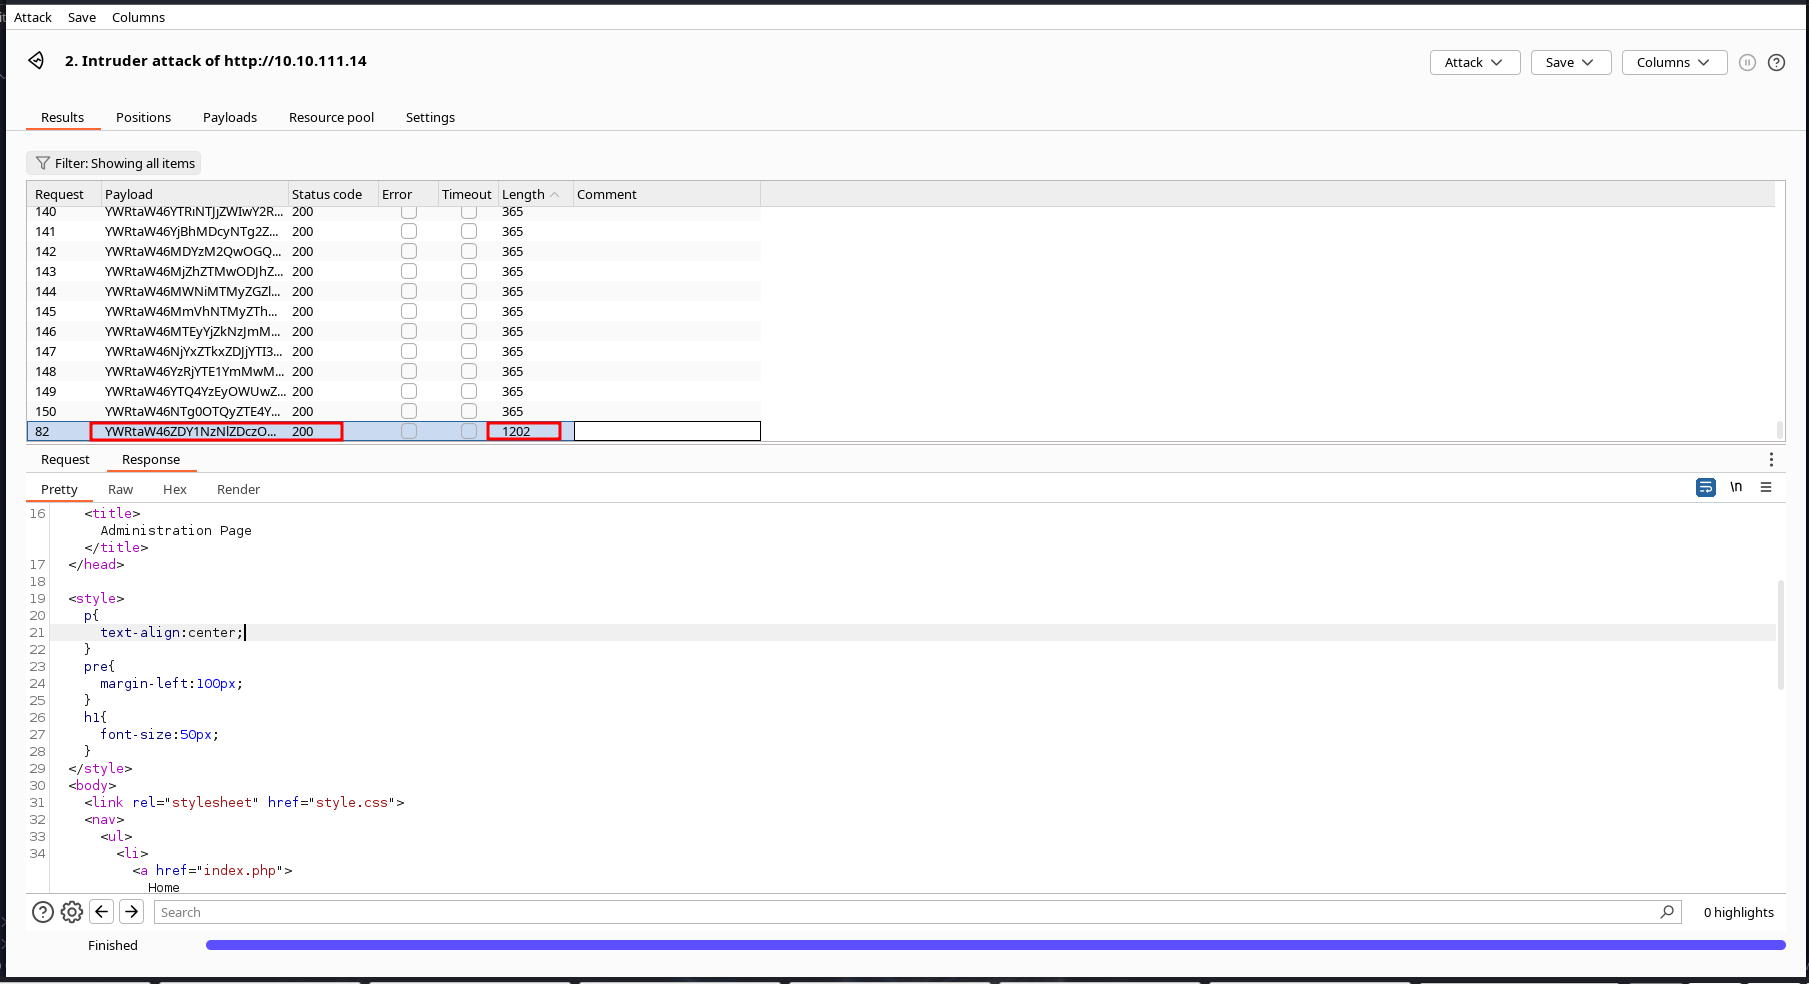 Attack Save Columns
2. Intruder attack of http://10.10.111.14
Attack Save Columns
Results Positions Payloads Resource pool Settings
Filter: Showing all items
Request Payload Status code Error Timeout Length Comment
140 YWRtaW46YTRiNTJjZWIwY2R... 200 365
141 YWRtaW46YjBhMDcyNTg2Z... 200 365
142 YWRtaW46MDYzM2QwOGQ... 200 365
143 YWRtaW46MjZhZTMwODJhZ... 200 365
144 YWRtaW46MWNiMTMyZGZl... 200 365
145 YWRtaW46MmVhNTMyZTh... 200 365
146 YWRtaW46MTEyYjZkNzJmM... 200 365
147 YWRtaW46NjYxZTkxZDJjYTI3... 200 365
148 YWRtaW46YzRjYTE1YmMwM... 200 365
149 YWRtaW46YTQ4YzEyOWUwZ... 200 365
150 YWRtaW46NTg0OTQyZTE4Y... 200 365
82 YWRtaW46ZDY1NzNlZDczO... 200 1202
Request Response
Pretty Raw Hex Render
\n
16 <title>
Administration Page
</title>
17 </head>
18
19 <style>
20 p{
21 text-align:center;
22 }
23 pre{
24 margin-left:100px;
25 }
26 h1{
27 font-size:50px;
28 }
29 </style>
30 <body>
31 <link rel="stylesheet" href="style.css">
32 <nav>
33 <ul>
34 <li>
<a href="index.php">
Home
Search 0 highlights
Finished